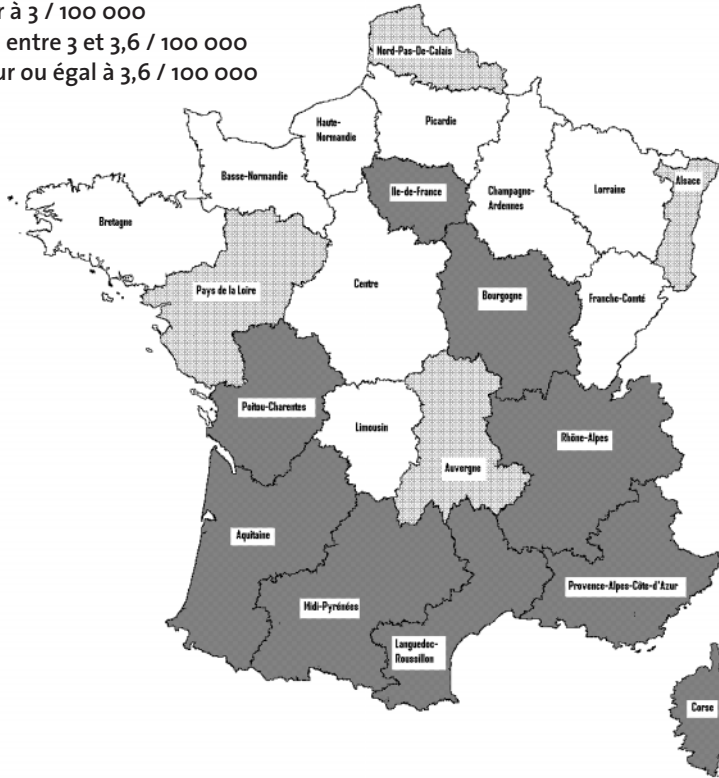 r à 3 / 100 000
entre 3 et 3,6 / 100 000
ur ou égal à 3,6 / 100 000
Nord-Pas-De-Calais
Haute-
Normandie
Picardie
Basse-Normandie
Ile-de-France
Champagne-
Ardennes
Lorraine
Alsace
Bretagne
Pays de la Loire
Centre
Bourgogne
Franche-Comté
Poitou-Charentes
Limousin
Auvergne
Rhône-Alpes
Aquitaine
Midi-Pyrénées
Provence-Alpes-Côte-d'Azur
Languedoc-
Roussillon
Corse